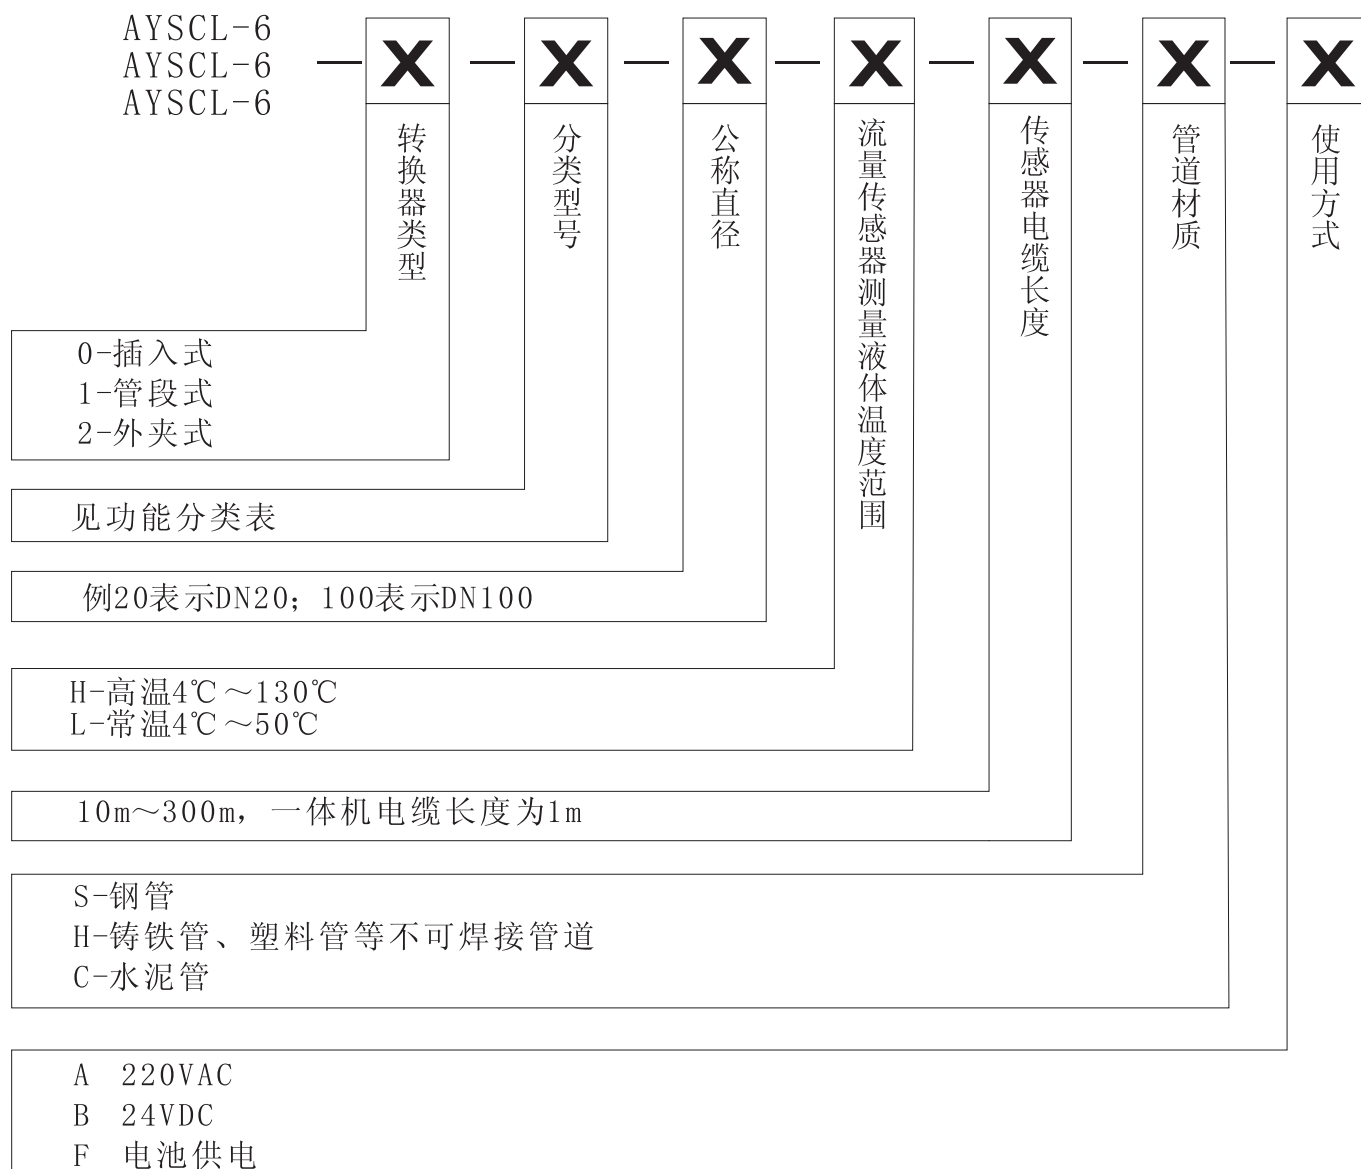 AYSCL-6
AYSCL-6
AYSCL-6
— X — X — X — X — X — X — X
转换器类型
分类型号
公称直径
流量传感器测量液体温度范围
传感器电缆长度
管道材质
使用方式
0-插入式
1-管段式
2-外夹式
见功能分类表
例20表示DN20；100表示DN100
H-高温4℃～130℃
L-常温4℃～50℃
10m～300m，一体机电缆长度为1m
S-钢管
H-铸铁管、塑料管等不可焊接管道
C-水泥管
A 220VAC
B 24VDC
F 电池供电